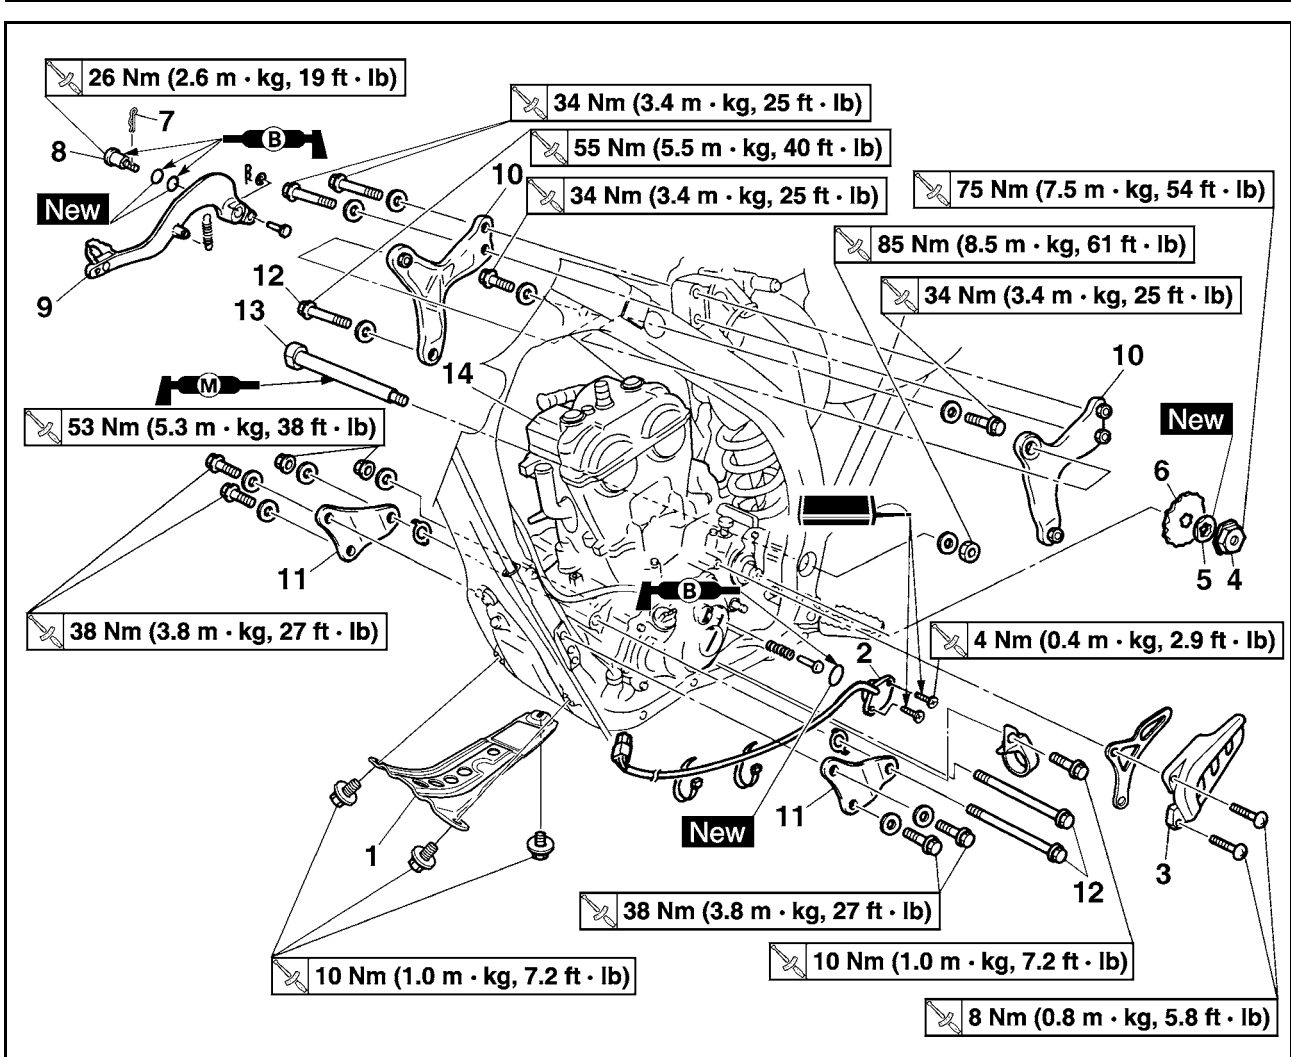 26 Nm (2.6 m · kg, 19 ft · lb)
34 Nm (3.4 m · kg, 25 ft · lb)
7
8
B
55 Nm (5.5 m · kg, 40 ft · lb)
10
34 Nm (3.4 m · kg, 25 ft · lb)
75 Nm (7.5 m · kg, 54 ft · lb)
New
85 Nm (8.5 m · kg, 61 ft · lb)
9
12
34 Nm (3.4 m · kg, 25 ft · lb)
13
10
14
M
New
53 Nm (5.3 m · kg, 38 ft · lb)
6
11
5
4
B
38 Nm (3.8 m · kg, 27 ft · lb)
4 Nm (0.4 m · kg, 2.9 ft · lb)
2
11
New
1
12
3
38 Nm (3.8 m · kg, 27 ft · lb)
10 Nm (1.0 m · kg, 7.2 ft · lb)
10 Nm (1.0 m · kg, 7.2 ft · lb)
8 Nm (0.8 m · kg, 5.8 ft · lb)